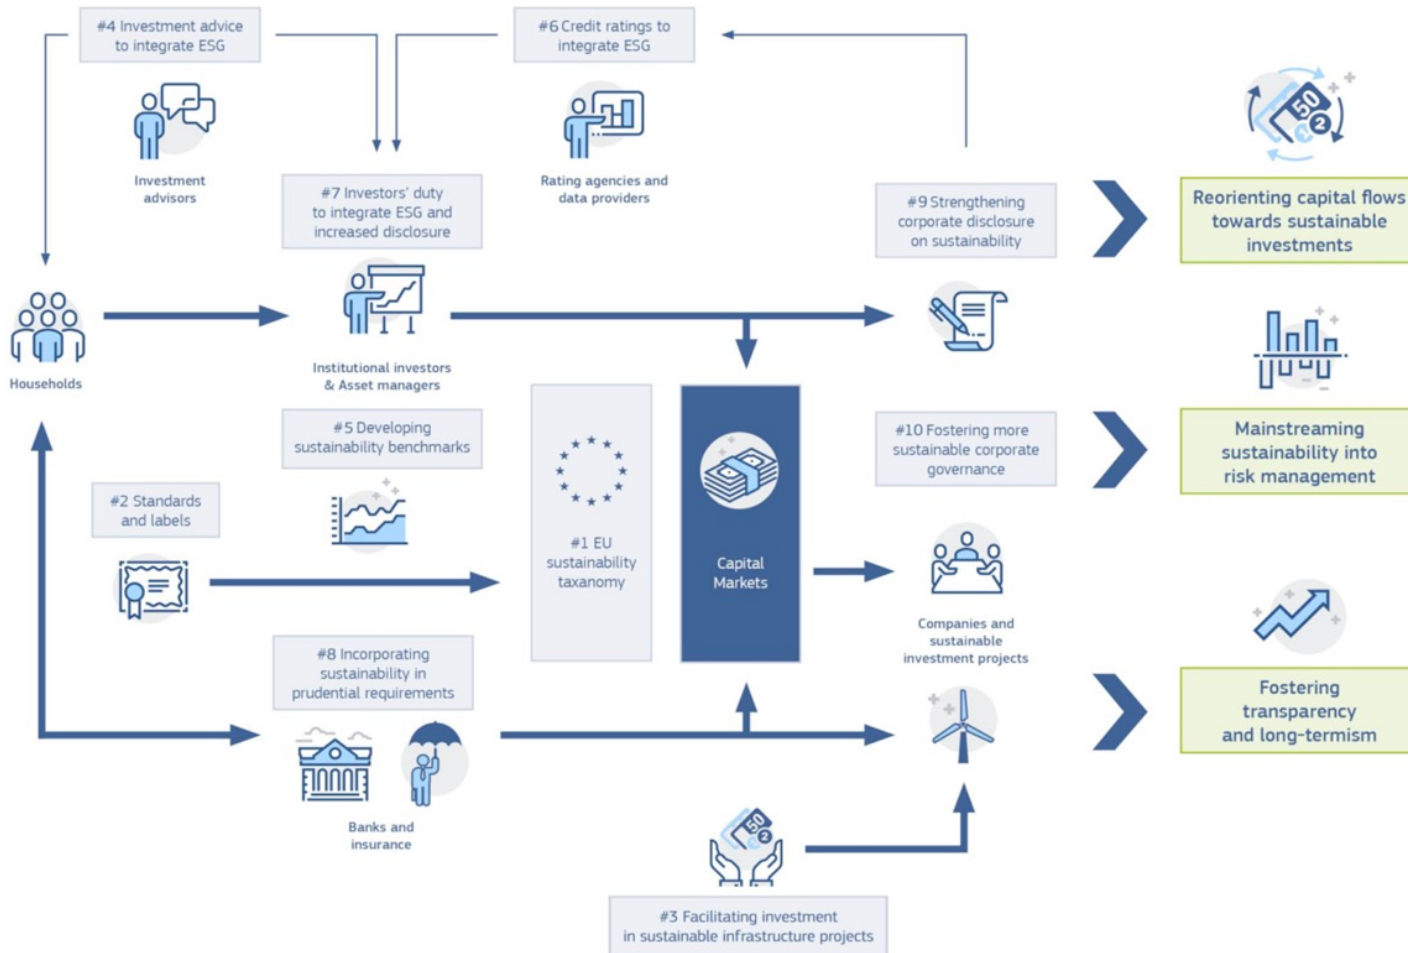 #4 Investment advice
to integrate ESG
#6 Credit ratings to
integrate ESG
50
2
Investment
advisors
#7 Investors' duty
to integrate ESG and
increased disclosure
Rating agencies and
data providers
#9 Strengthening
corporate disclosure
on sustainability
Reorienting capital flows
towards sustainable
investments
Households
Institutional investors
& Asset managers
#5 Developing
sustainability benchmarks
#10 Fostering more
sustainable corporate
governance
Mainstreaming
sustainability into
risk management
#2 Standards
and labels
#1 EU
sustainability
taxanomy
Capital
Markets
Companies and
sustainable
investment projects
#8 Incorporating
sustainability in
prudential requirements
Fostering
transparency
and long-termism
Banks and
insurance
50
2
#3 Facilitating investment
in sustainable infrastructure projects